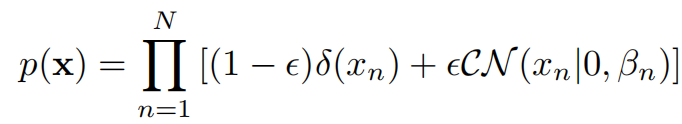 p(𝐱) = ∏_{n=1}^{N} [(1 − ϵ)δ(x_n) + ϵ𝒞𝒩(x_n|0, β_n)]